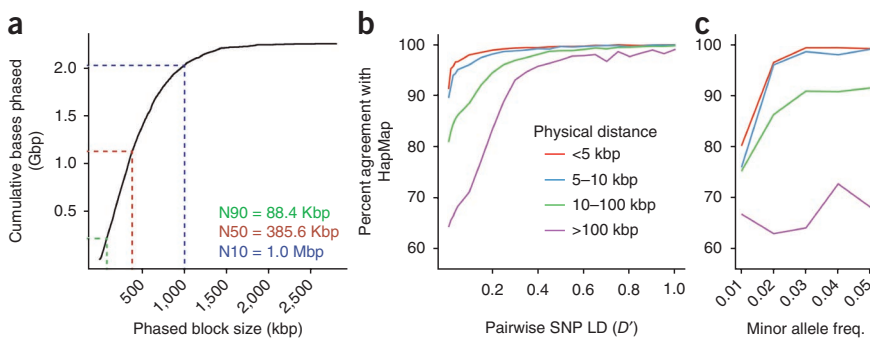 a
Cumulative bases phased
(Gbp)
2.0
1.5
1.0
0.5
N90 = 88.4 Kbp
N50 = 385.6 Kbp
N10 = 1.0 Mbp
500
1,000
1,500
2,000
2,500
Phased block size (kbp)
b
Percent agreement with
HapMap
100
90
80
70
60
Physical distance
<5 kbp
5–10 kbp
10–100 kbp
>100 kbp
0.2
0.4
0.6
0.8
1.0
Pairwise SNP LD (D′)
c
100
90
80
70
60
0.01
0.02
0.03
0.04
0.05
Minor allele freq.